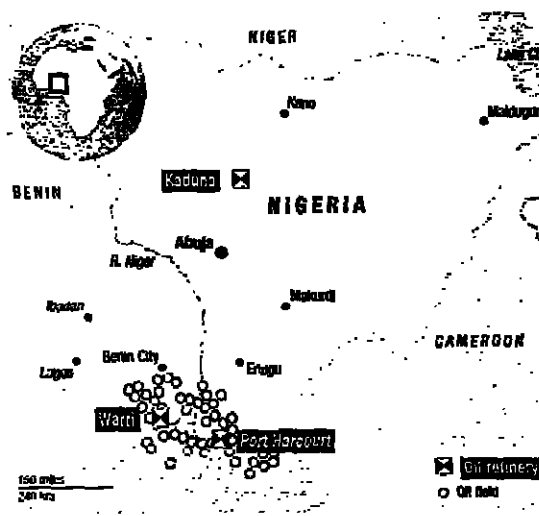 NIGER
Kano
Maiduguri
BENIN
Kaduna
NIGERIA
Abuja
R. Niger
Makurdi
Ibadan
CAMEROON
Lagos
Benin City
Enugu
Warri
Port Harcourt
150 miles
240 km
Oil refinery
Oil field